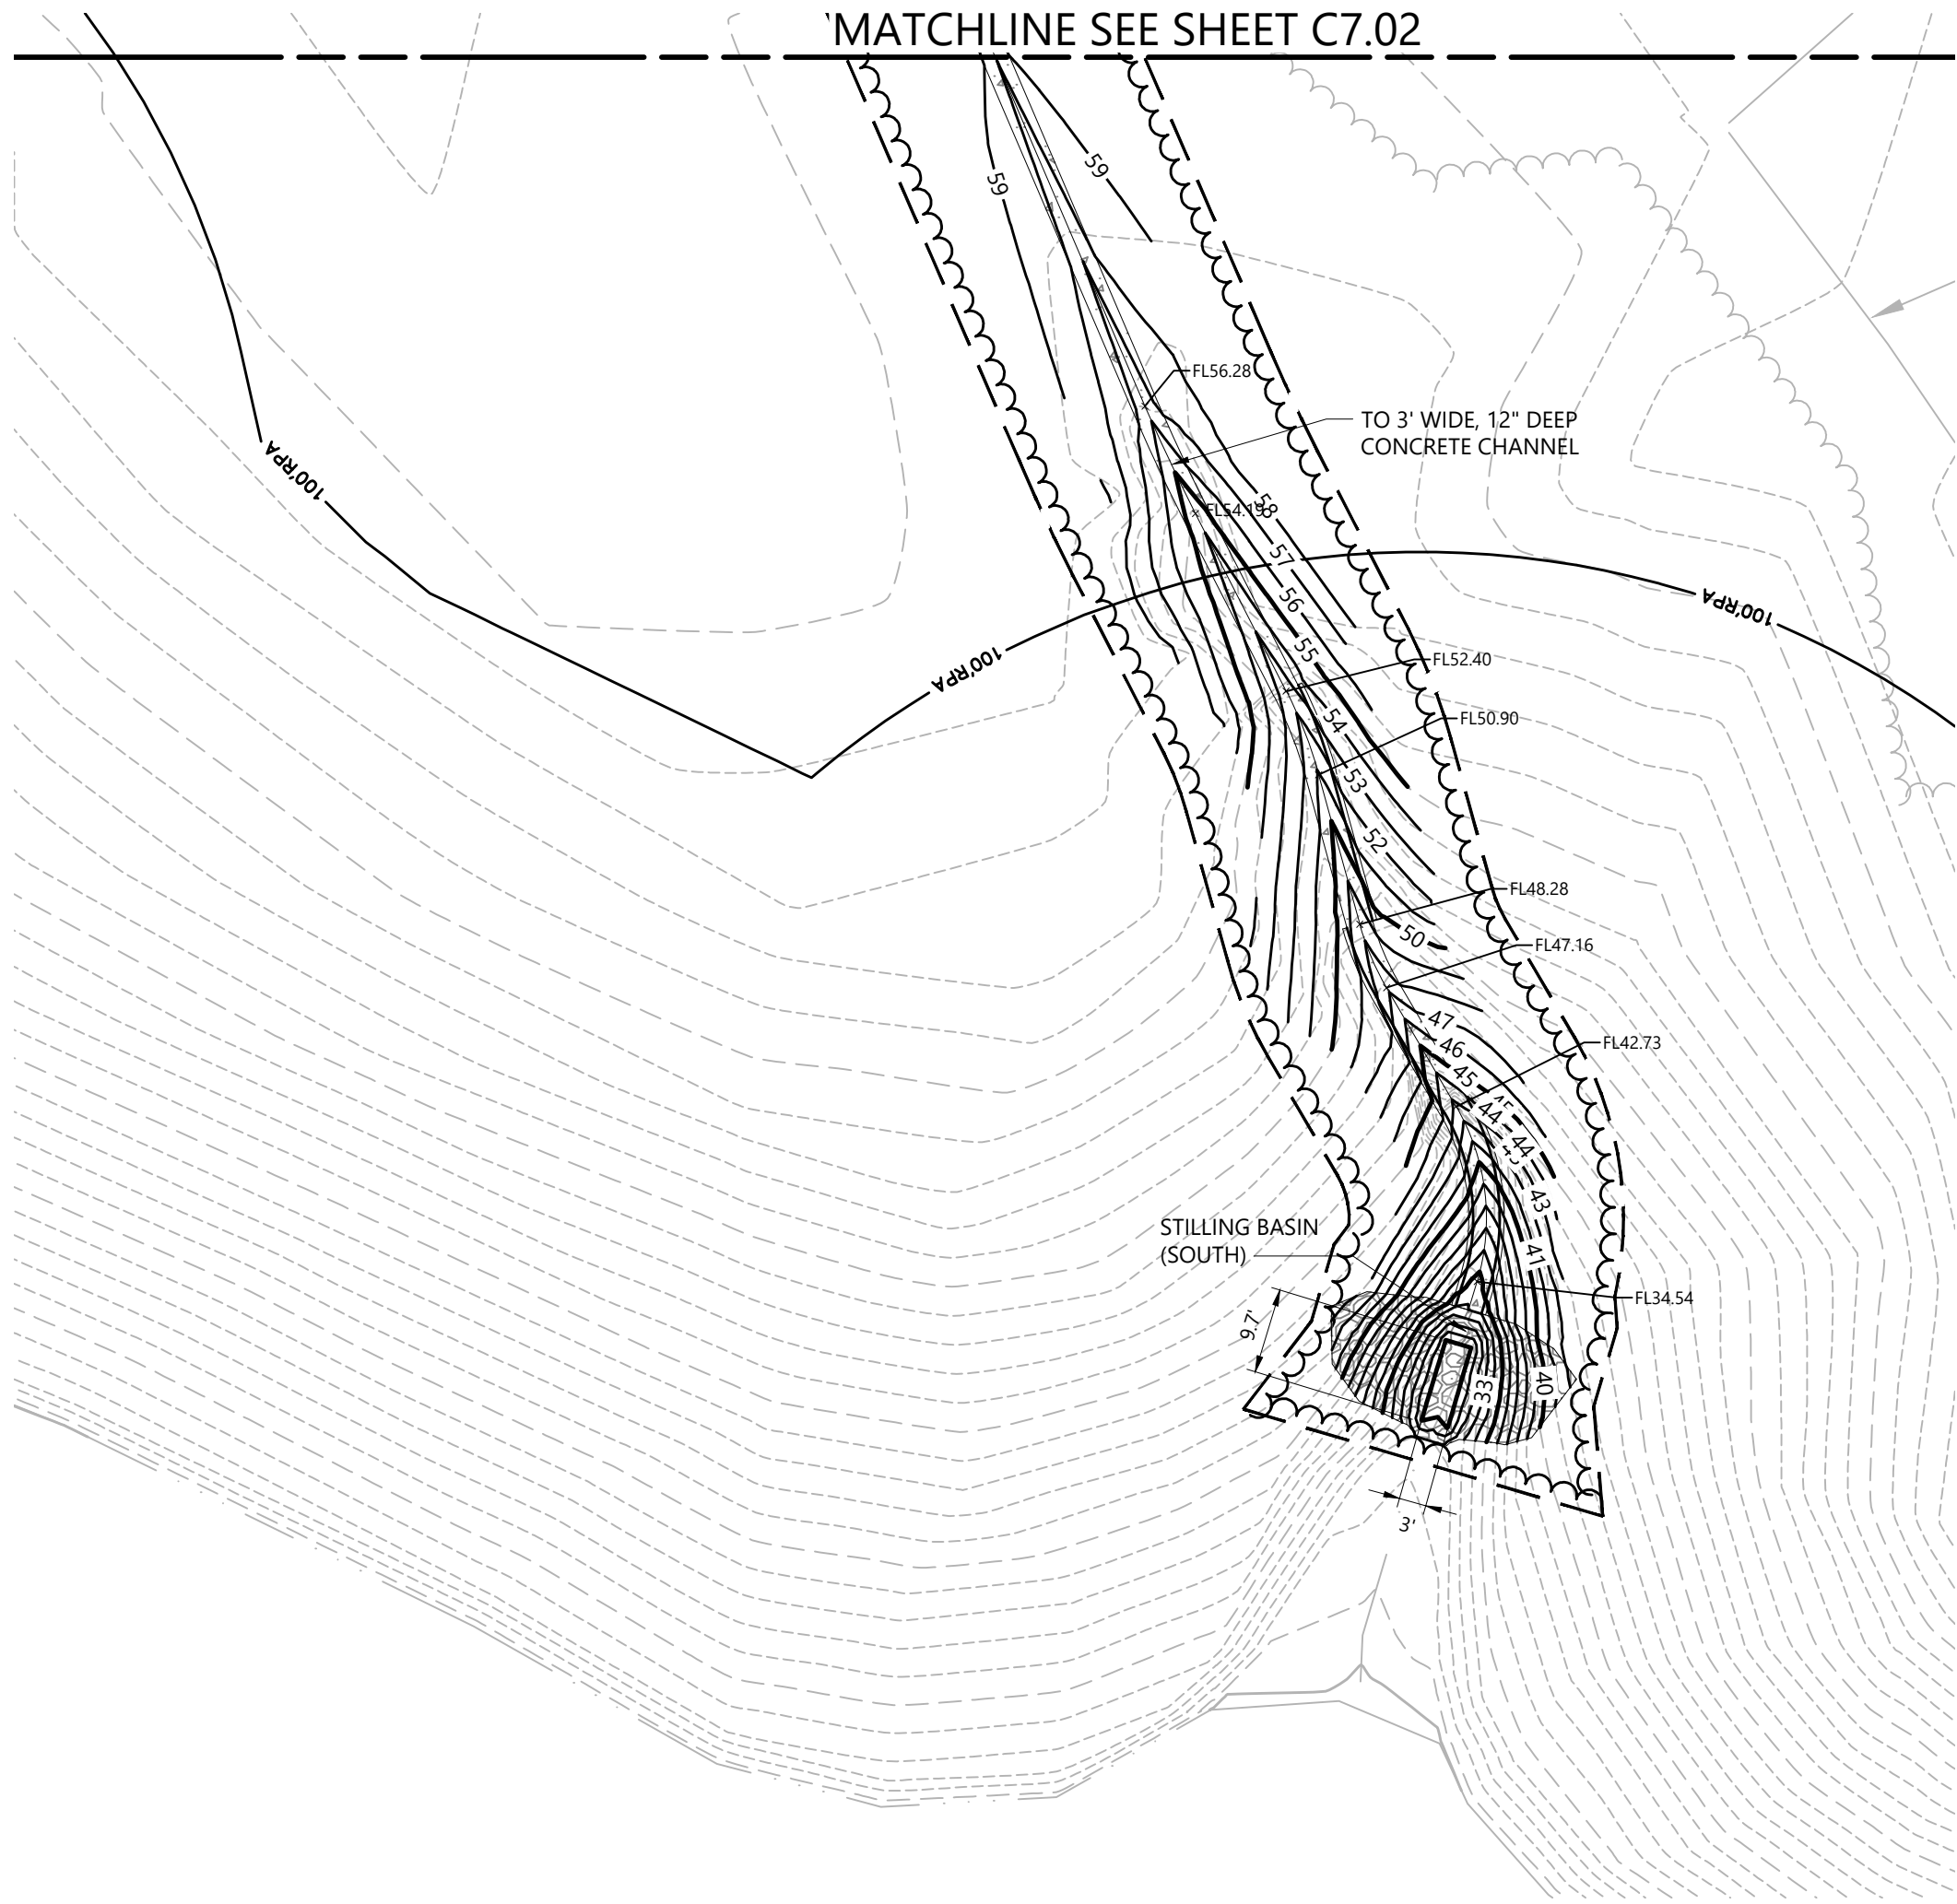 MATCHLINE SEE SHEET C7.02
59
59
FL56.28
TO 3' WIDE, 12" DEEP
CONCRETE CHANNEL
FL54.19
58
57
56
55
100'RPA
100'RPA
100'RPA
FL52.40
FL50.90
54
53
52
FL48.28
50
FL47.16
47
46
45
FL42.73
45
44
44
43
43
41
STILLING BASIN
(SOUTH)
FL34.54
9.7'
33
40
3'